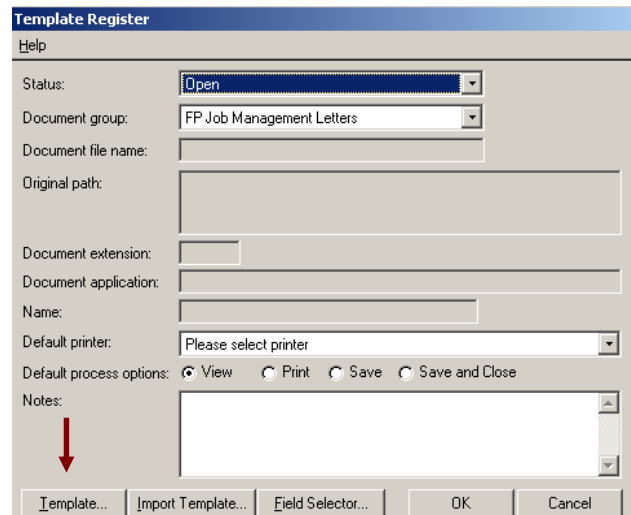 Template Register
Help
Status: Open
Document group: FP Job Management Letters
Document file name:
Original path:
Document extension:
Document application:
Name:
Default printer: Please select printer
Default process options: View Print Save Save and Close
Notes:
Template... Import Template... Field Selector... OK Cancel